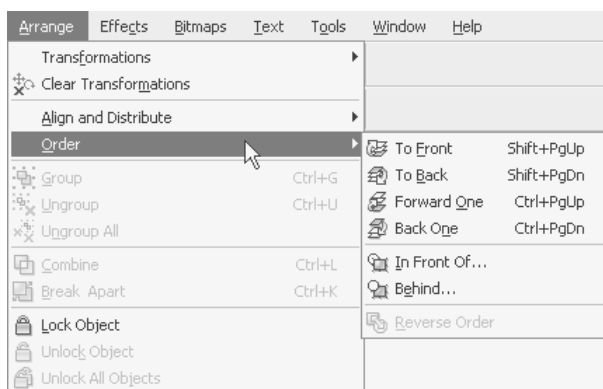 Arrange Effects Bitmaps Text Tools Window Help
Transformations
Clear Transformations
Align and Distribute
Order
Group Ctrl+G
Ungroup Ctrl+U
Ungroup All
Combine Ctrl+L
Break Apart Ctrl+K
Lock Object
Unlock Object
Unlock All Objects
To Front Shift+PgUp
To Back Shift+PgDn
Forward One Ctrl+PgUp
Back One Ctrl+PgDn
In Front Of...
Behind...
Reverse Order